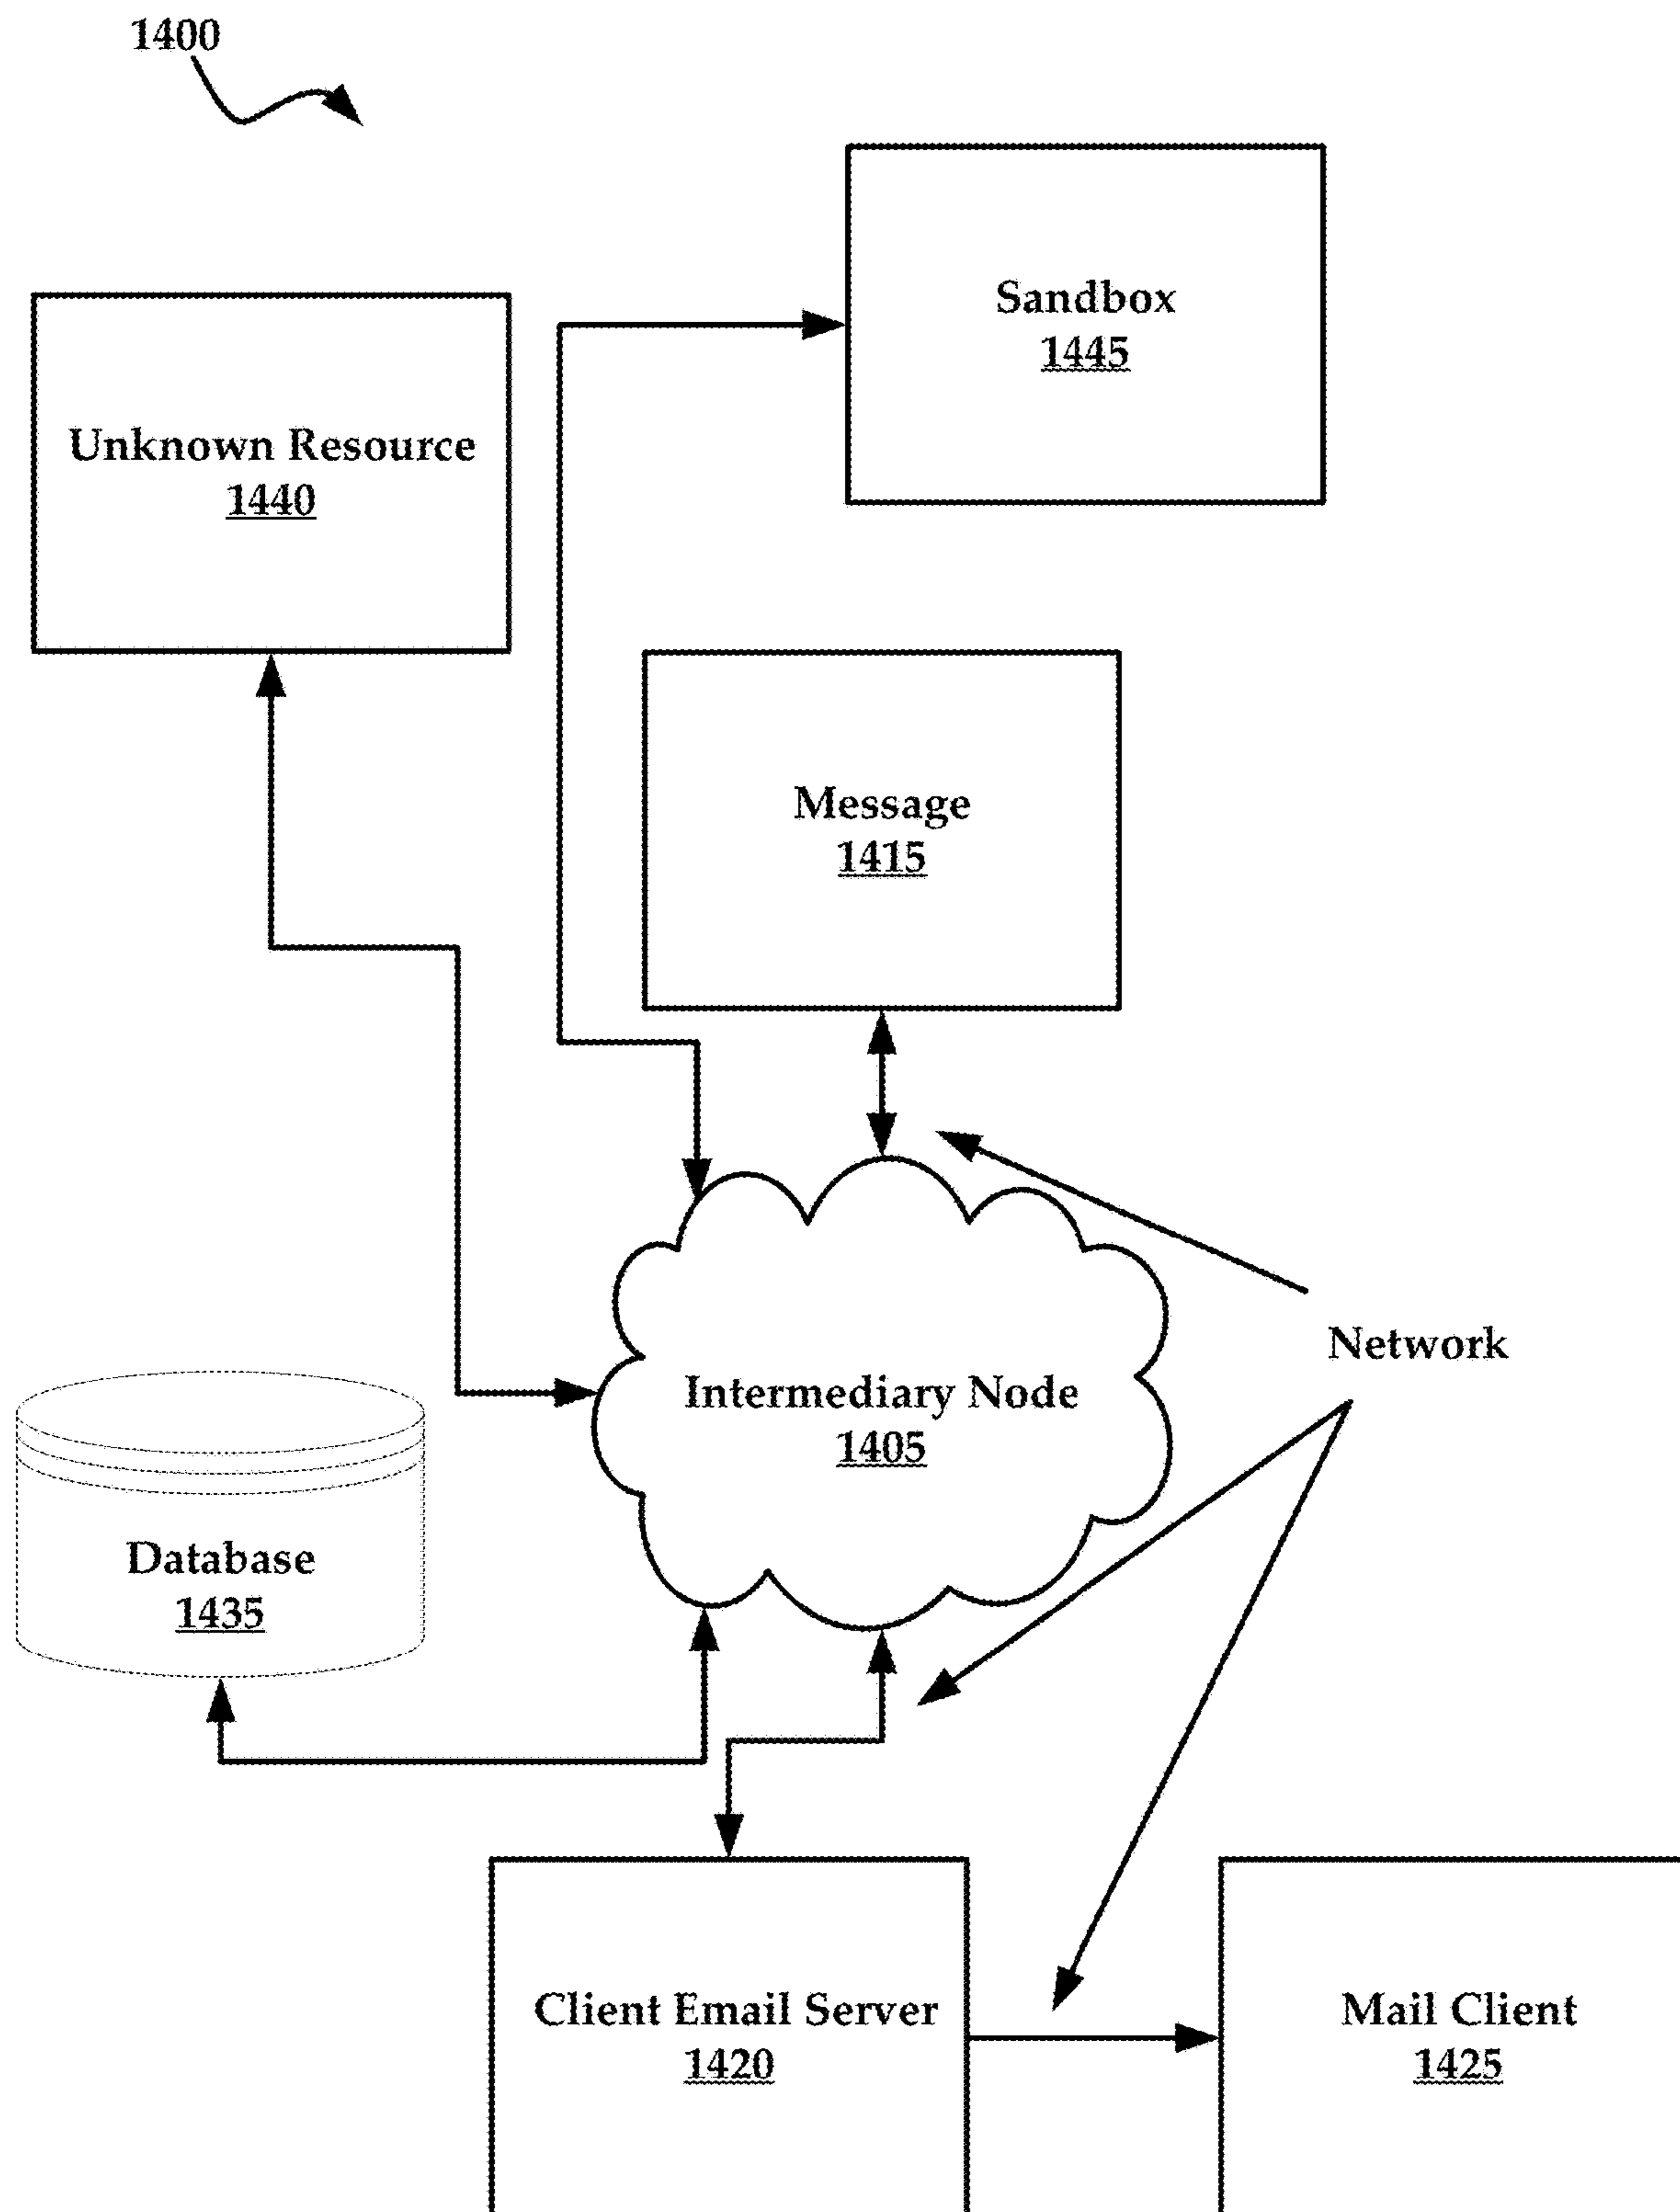 1400
Sandbox
1445
Unknown Resource
1440
Message
1415
Network
Intermediary Node
1405
Database
1435
Client Email Server
1420
Mail Client
1425